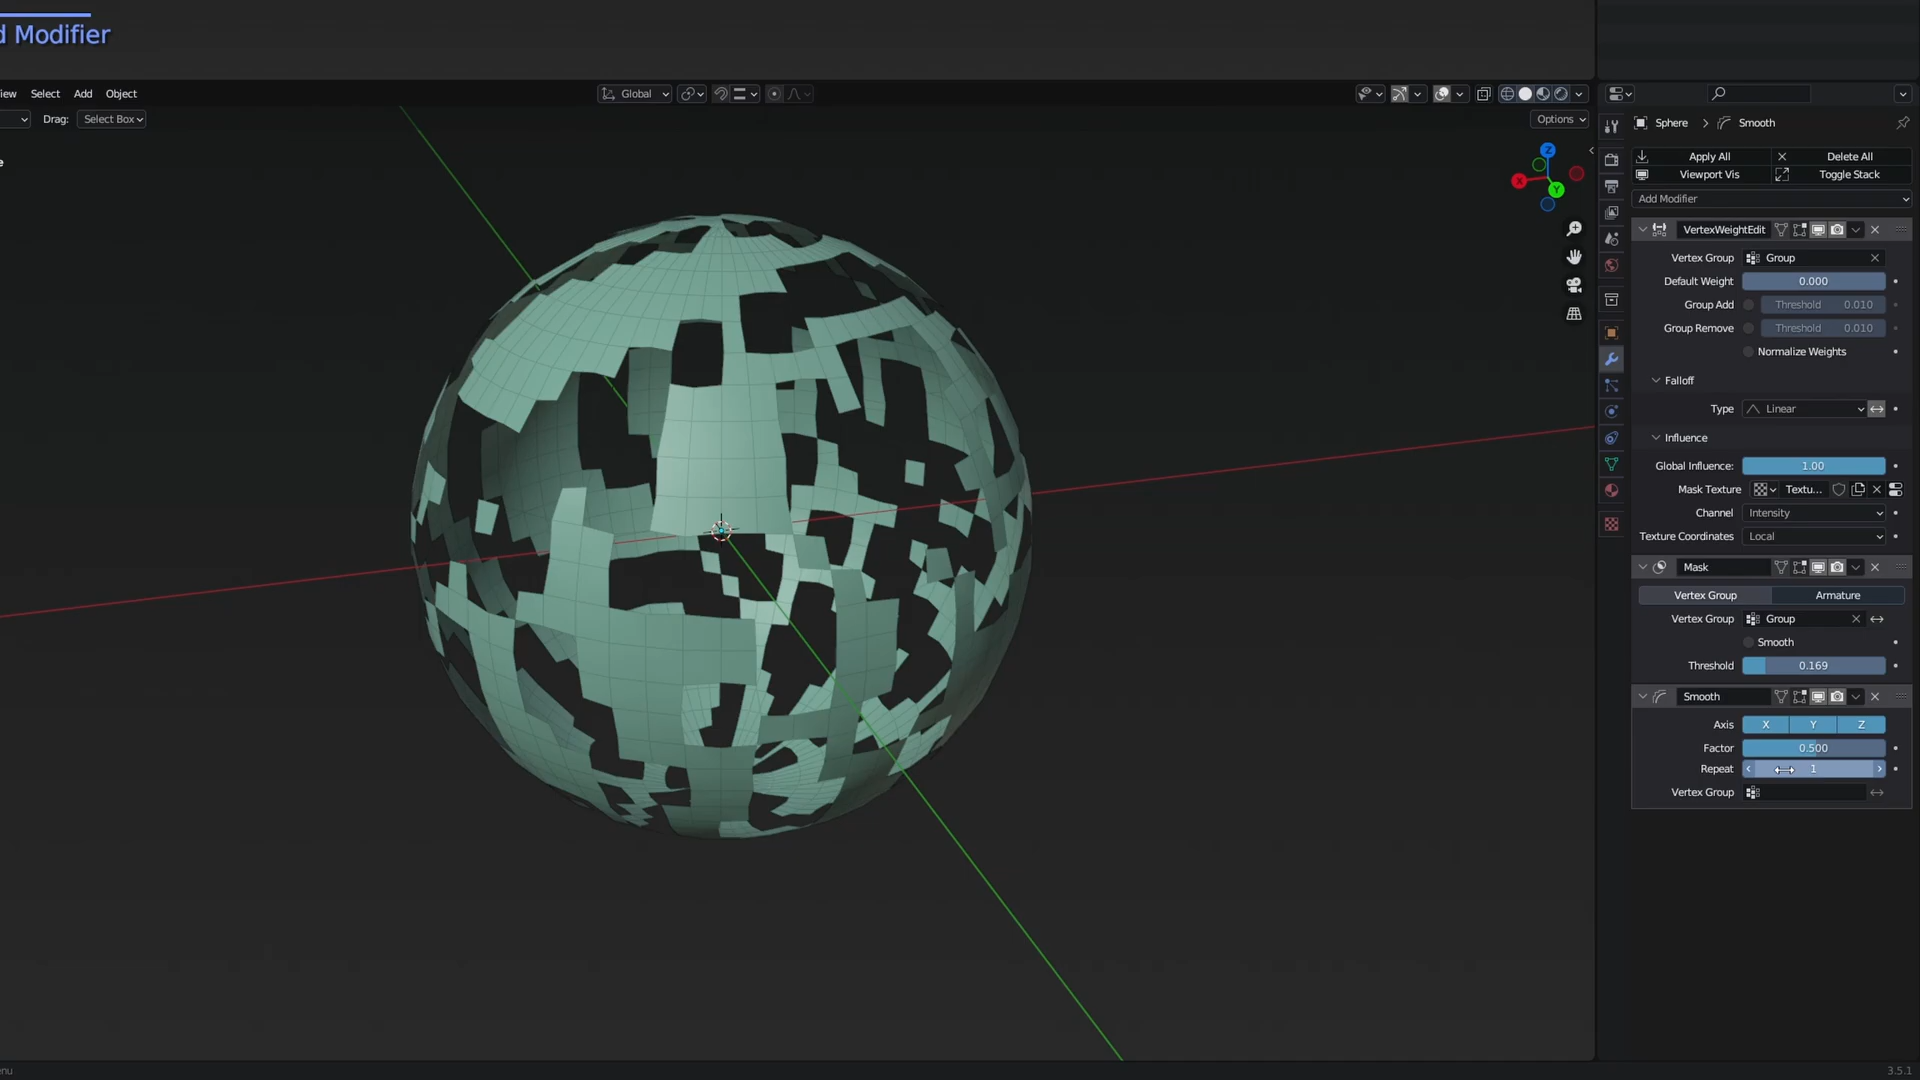 d Modifier
iew Select Add Object
Global
Drag: Select Box
Options
Z
X
Y
Sphere > Smooth
Apply All
Delete All
Viewport Vis
Toggle Stack
Add Modifier
VertexWeightEdit
Vertex Group Group
Default Weight 0.000
Group Add Threshold 0.010
Group Remove Threshold 0.010
Normalize Weights
Falloff
Type Linear
Influence
Global Influence: 1.00
Mask Texture Textu...
Channel Intensity
Texture Coordinates Local
Mask
Vertex Group Armature
Vertex Group Group
Smooth
Threshold 0.169
Smooth
Axis X Y Z
Factor 0.500
Repeat 1
Vertex Group
enu
3.5.1